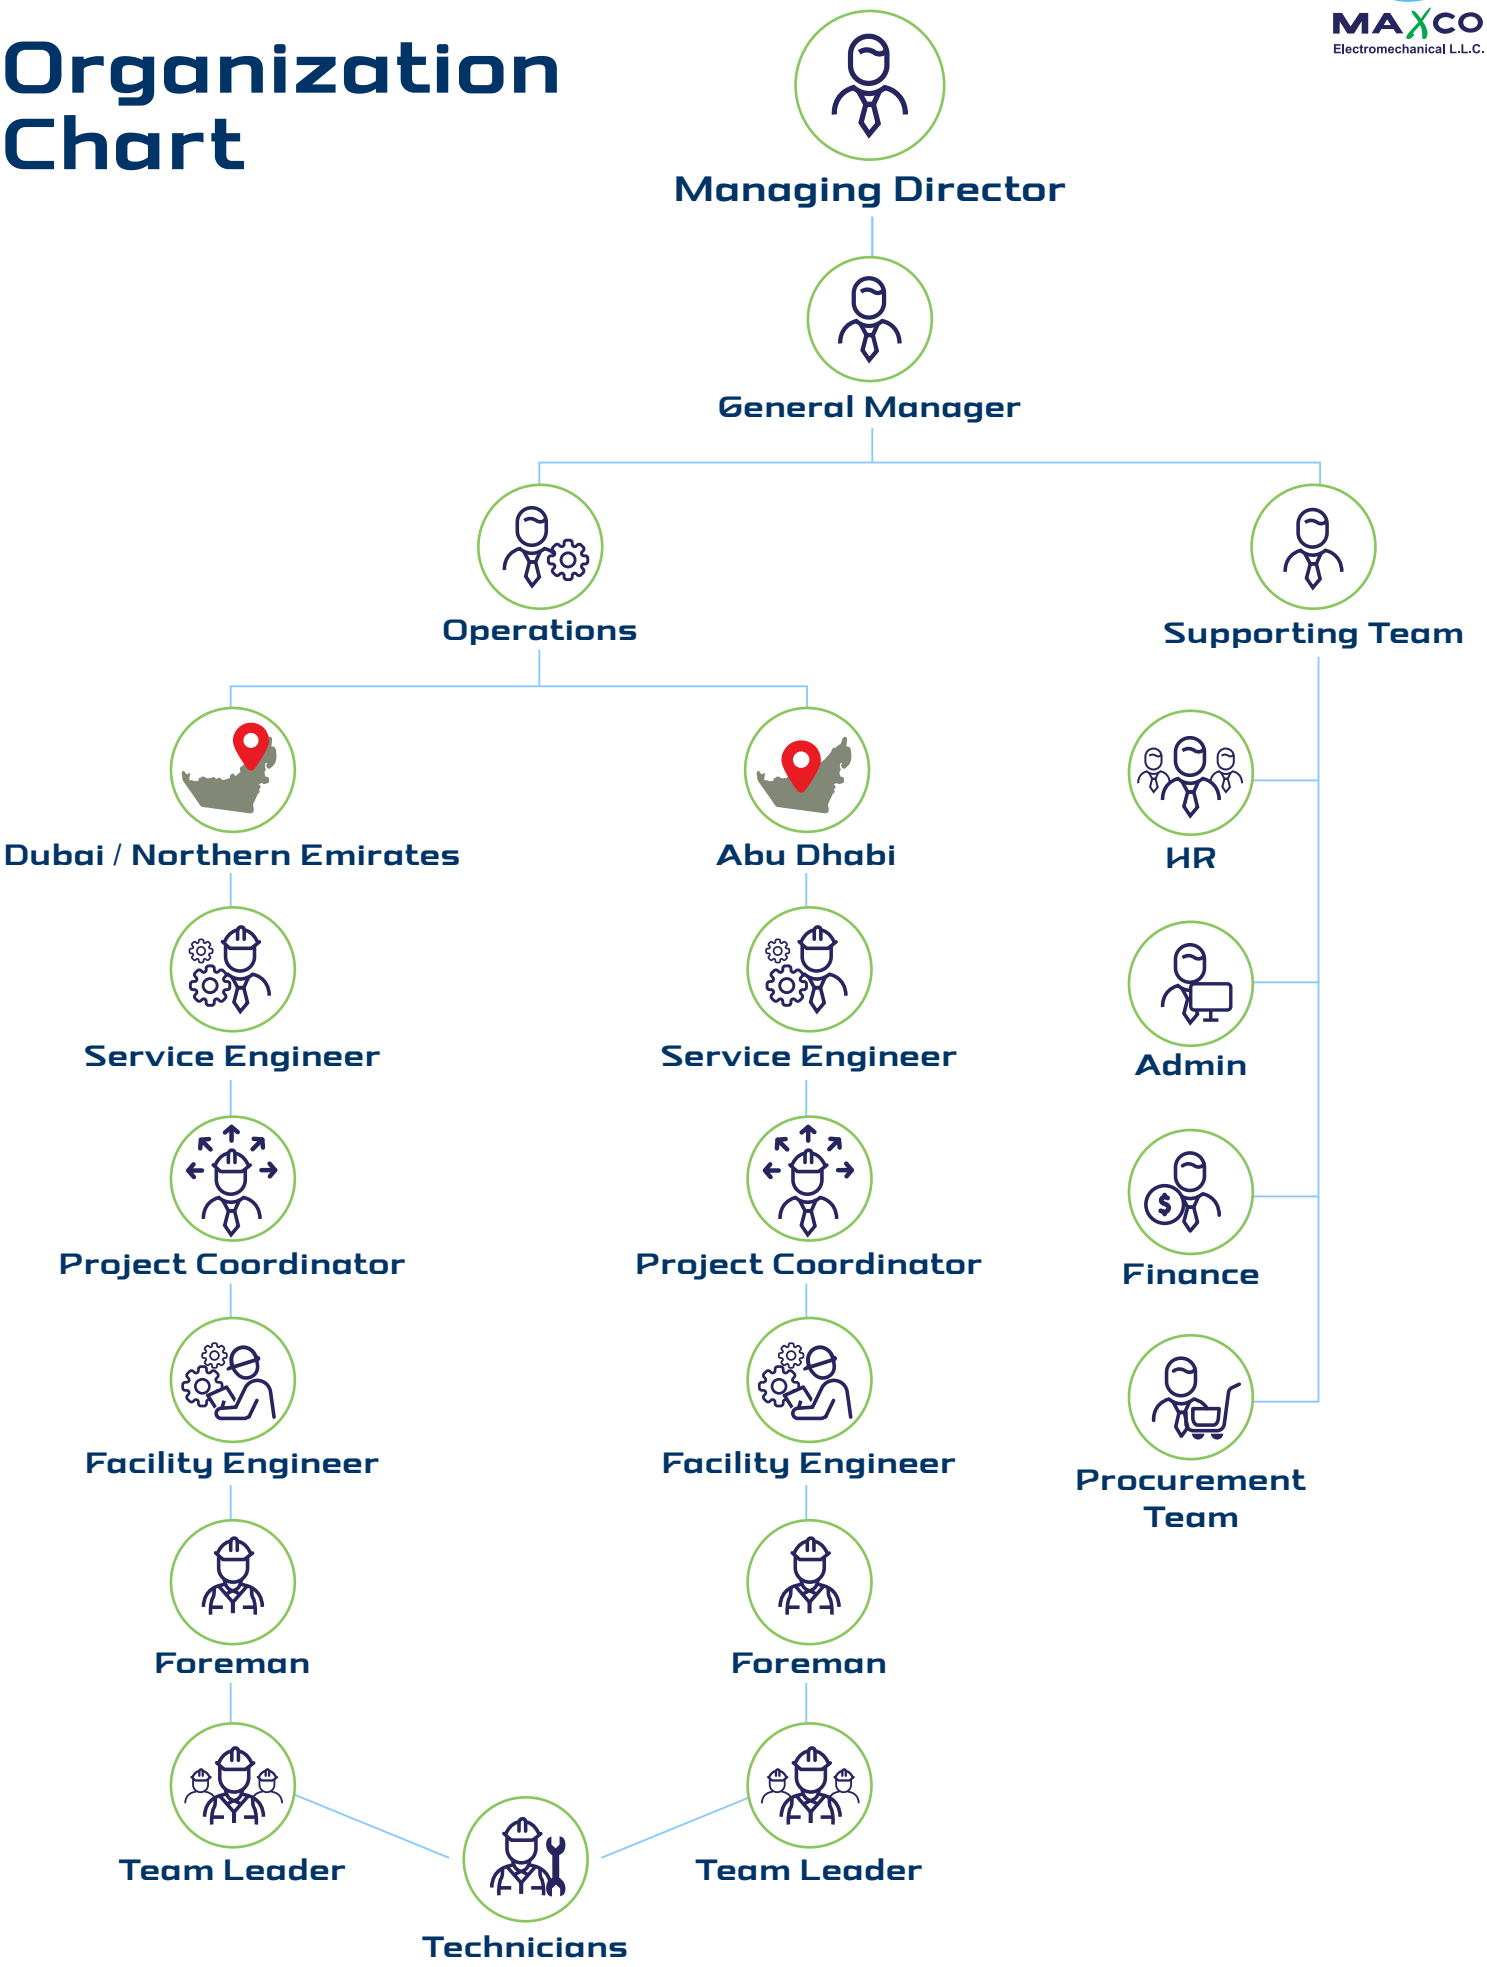 Organization
Chart
MAXCO
Electromechanical L.L.C.
Managing Director
General Manager
Operations
Supporting Team
Dubai / Northern Emirates
Abu Dhabi
HR
Service Engineer
Service Engineer
Admin
Project Coordinator
Project Coordinator
$
Finance
Facility Engineer
Facility Engineer
Procurement
Team
Foreman
Foreman
Team Leader
Team Leader
Technicians